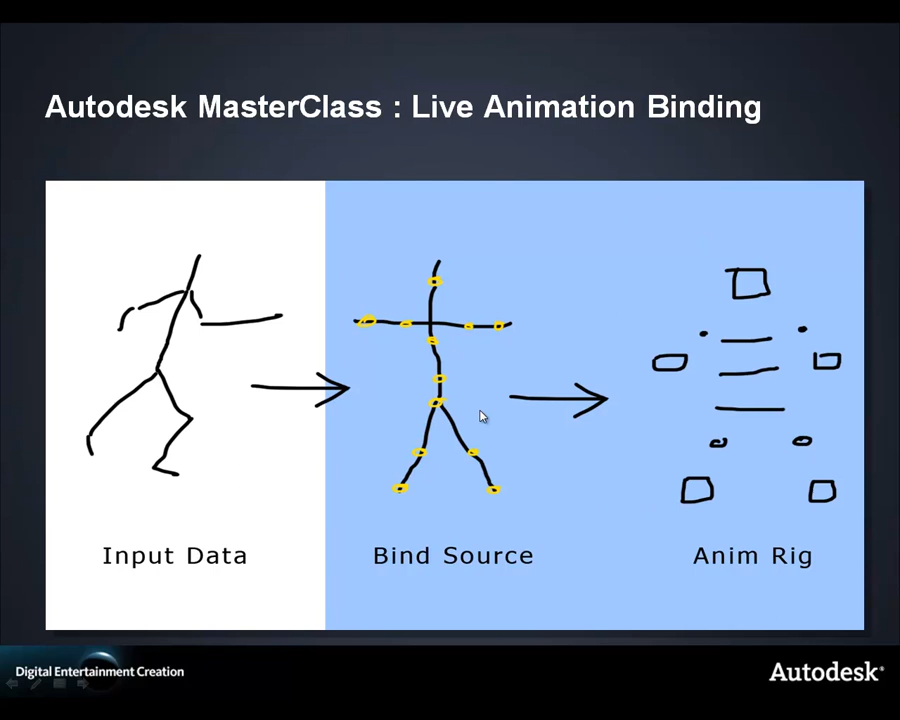 Autodesk MasterClass : Live Animation Binding
Input Data
Bind Source
Anim Rig
Digital Entertainment Creation
Autodesk®